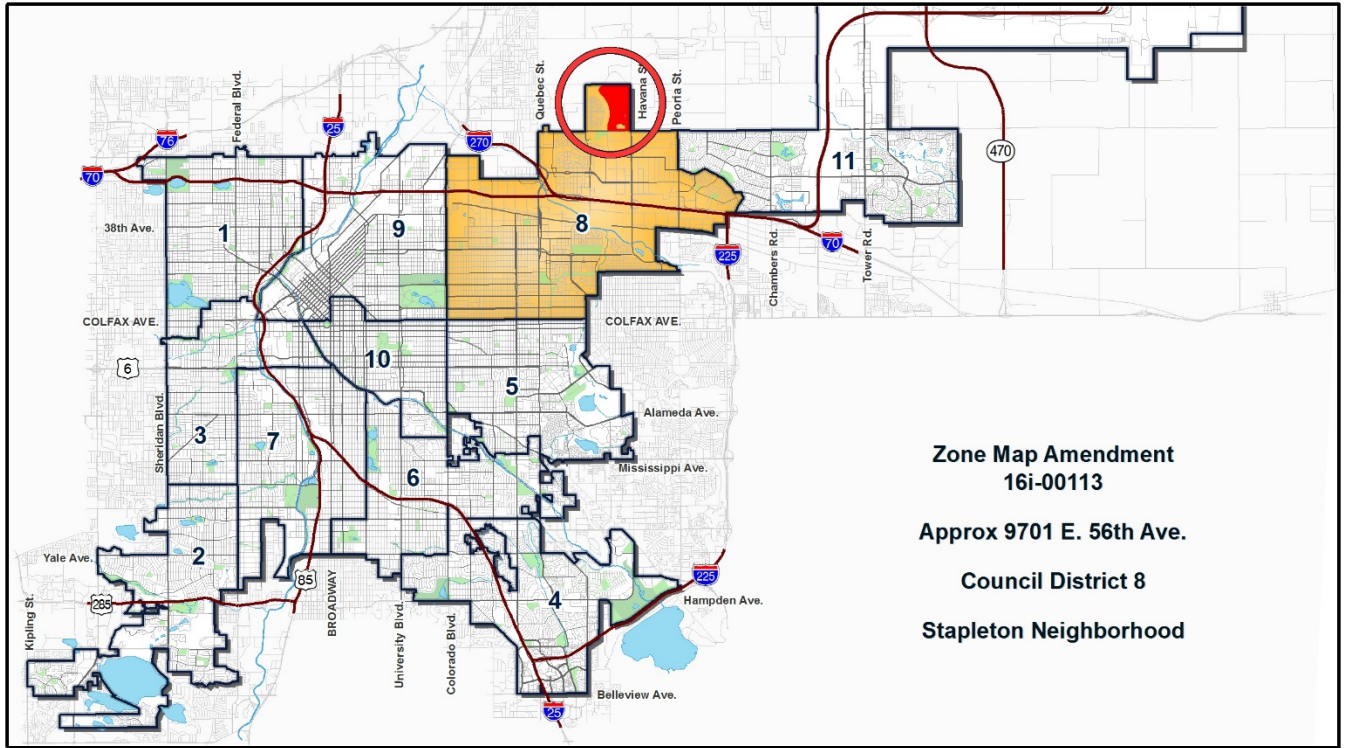 Federal Blvd.
Quebec St.
Havana St.
Peoria St.
76
25
270
70
470
11
38th Ave.
1
9
8
225
Chambers Rd.
70
Tower Rd.
COLFAX AVE.
COLFAX AVE.
6
10
5
Sheridan Blvd.
3
7
Alameda Ave.
6
Mississippi Ave.
Zone Map Amendment
16i-00113
Approx 9701 E. 56th Ave.
Council District 8
Stapleton Neighborhood
Yale Ave.
2
85
285
Kipling St.
BROADWAY
University Blvd.
Colorado Blvd.
4
225
Hampden Ave.
Belleview Ave.
25